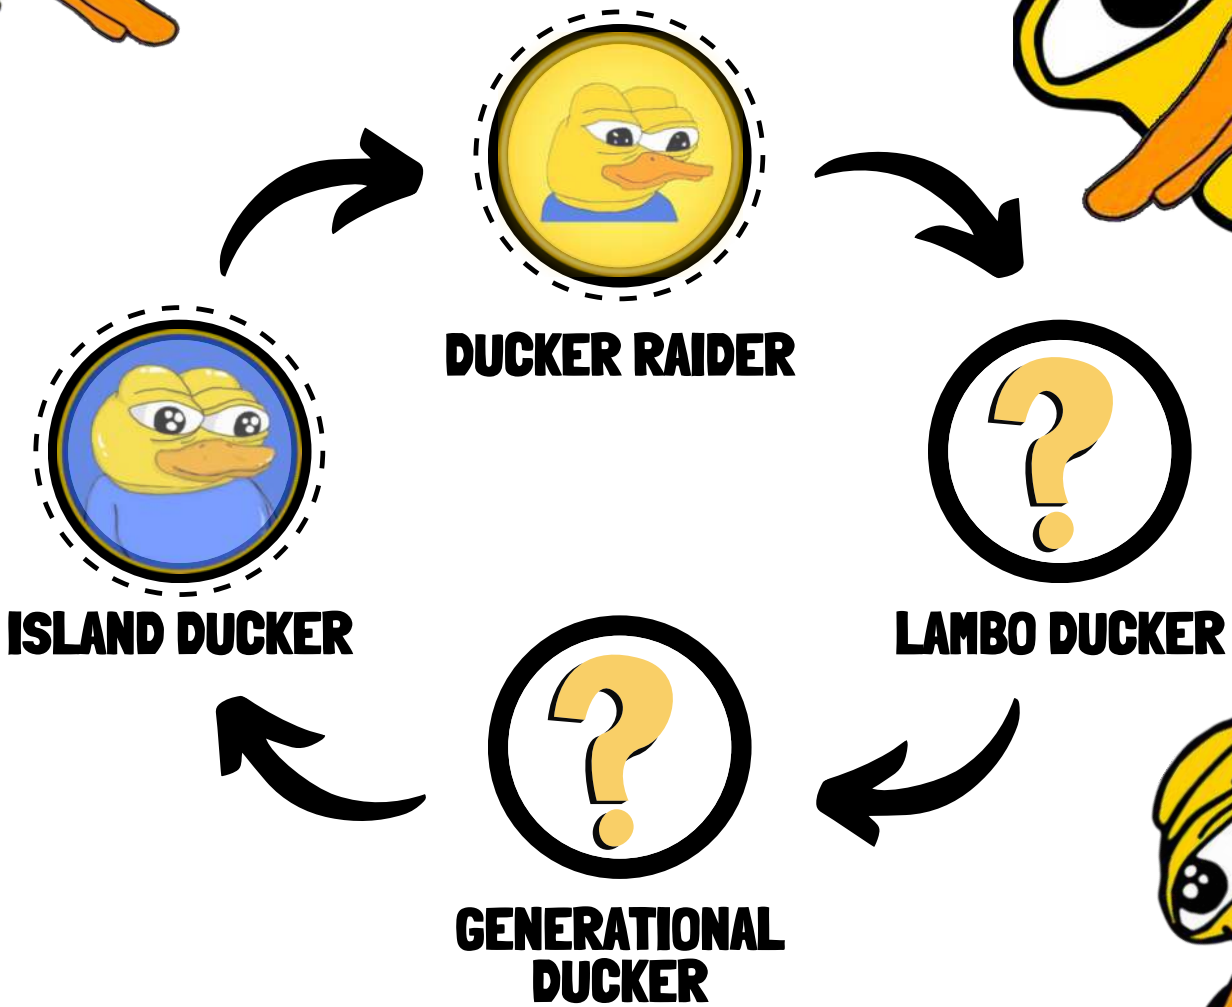 DUCKER RAIDER
ISLAND DUCKER
LAMBO DUCKER
GENERATIONAL
DUCKER